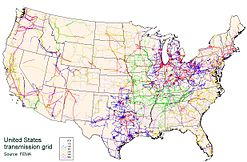 United States
transmission grid
Source: FEMA